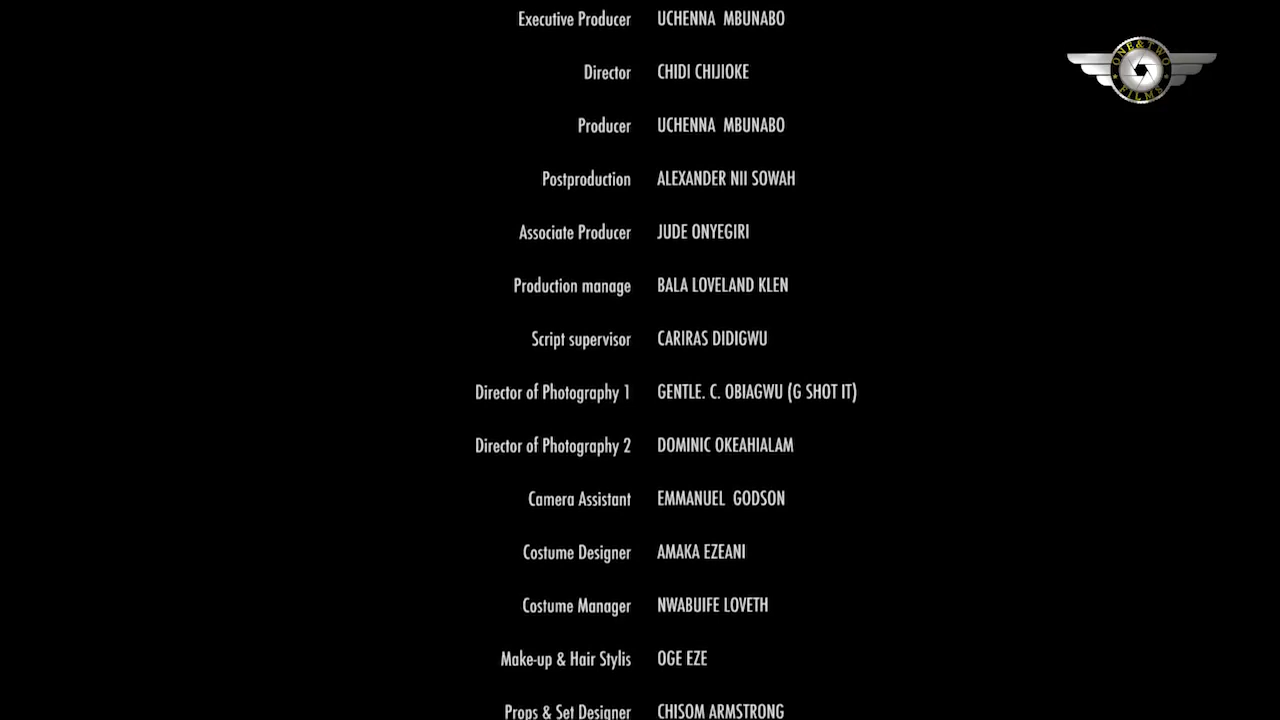 Executive Producer UCHENNA MBUNABO
Director CHIDI CHIJIOKE
Producer UCHENNA MBUNABO
Postproduction ALEXANDER NII SOWAH
Associate Producer JUDE ONYEGIRI
Production manage BALA LOVELAND KLEN
Script supervisor CARIRAS DIDIGWU
Director of Photography 1 GENTLE. C. OBIAGWU (G SHOT IT)
Director of Photography 2 DOMINIC OKEAHIALAM
Camera Assistant EMMANUEL GODSON
Costume Designer AMAKA EZEANI
Costume Manager NWABUIFE LOVETH
Make-up & Hair Stylis OGE EZE
Props & Set Designer CHISOM ARMSTRONG
ONE&TWO
FILMS